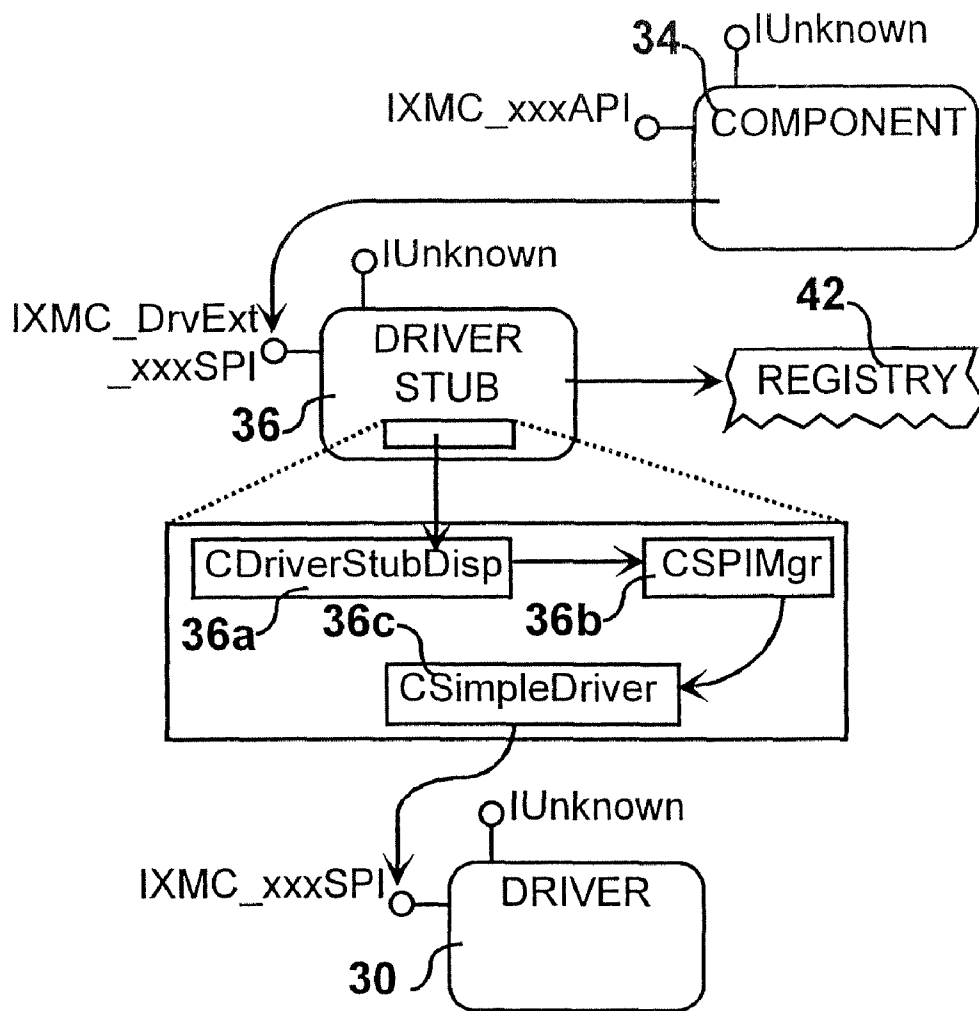 34
IUnknown
IXMC_xxxAPI
COMPONENT
IUnknown
IXMC_DrvExt
_xxxSPI
DRIVER
STUB
36
42
REGISTRY
CDriverStubDisp
CSPIMgr
36a
36c
36b
CSimpleDriver
IUnknown
IXMC_xxxSPI
DRIVER
30